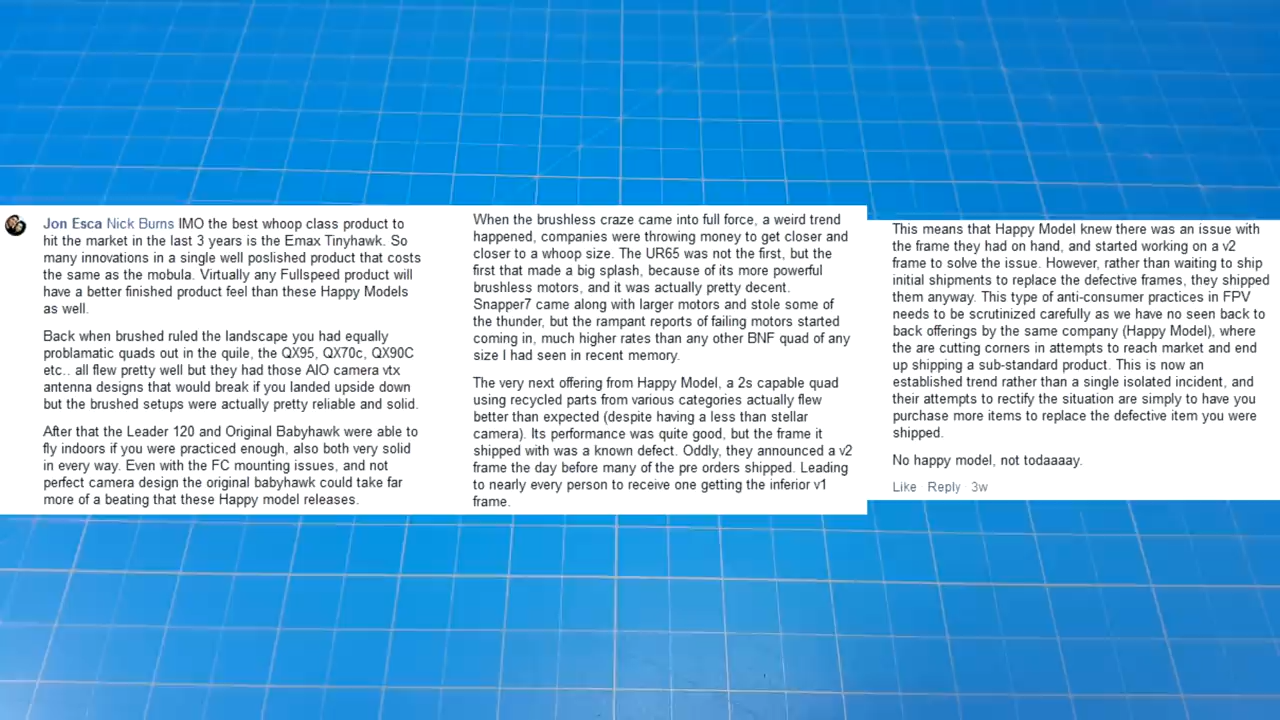 Jon Esca Nick Burns IMO the best whoop class product to
hit the market in the last 3 years is the Emax Tinyhawk. So
many innovations in a single well poslished product that costs
the same as the mobula. Virtually any Fullspeed product will
have a better finished product feel than these Happy Models
as well.
Back when brushed ruled the landscape you had equally
problamatic quads out in the quile, the QX95, QX70c, QX90C
etc.. all flew pretty well but they had those AIO camera vtx
antenna designs that would break if you landed upside down
but the brushed setups were actually pretty reliable and solid.
After that the Leader 120 and Original Babyhawk were able to
fly indoors if you were practiced enough, also both very solid
in every way. Even with the FC mounting issues, and not
perfect camera design the original babyhawk could take far
more of a beating that these Happy model releases.
When the brushless craze came into full force, a weird trend
happened, companies were throwing money to get closer and
closer to a whoop size. The UR65 was not the first, but the
first that made a big splash, because of its more powerful
brushless motors, and it was actually pretty decent.
Snapper7 came along with larger motors and stole some of
the thunder, but the rampant reports of failing motors started
coming in, much higher rates than any other BNF quad of any
size I had seen in recent memory.
The very next offering from Happy Model, a 2s capable quad
using recycled parts from various categories actually flew
better than expected (despite having a less than stellar
camera). Its performance was quite good, but the frame it
shipped with was a known defect. Oddly, they announced a v2
frame the day before many of the pre orders shipped. Leading
to nearly every person to receive one getting the inferior v1
frame.
This means that Happy Model knew there was an issue with
the frame they had on hand, and started working on a v2
frame to solve the issue. However, rather than waiting to ship
initial shipments to replace the defective frames, they shipped
them anyway. This type of anti-consumer practices in FPV
needs to be scrutinized carefully as we have no seen back to
back offerings by the same company (Happy Model), where
the are cutting corners in attempts to reach market and end
up shipping a sub-standard product. This is now an
established trend rather than a single isolated incident, and
their attempts to rectify the situation are simply to have you
purchase more items to replace the defective item you were
shipped.
No happy model, not todaaaay.
Like Reply 3w